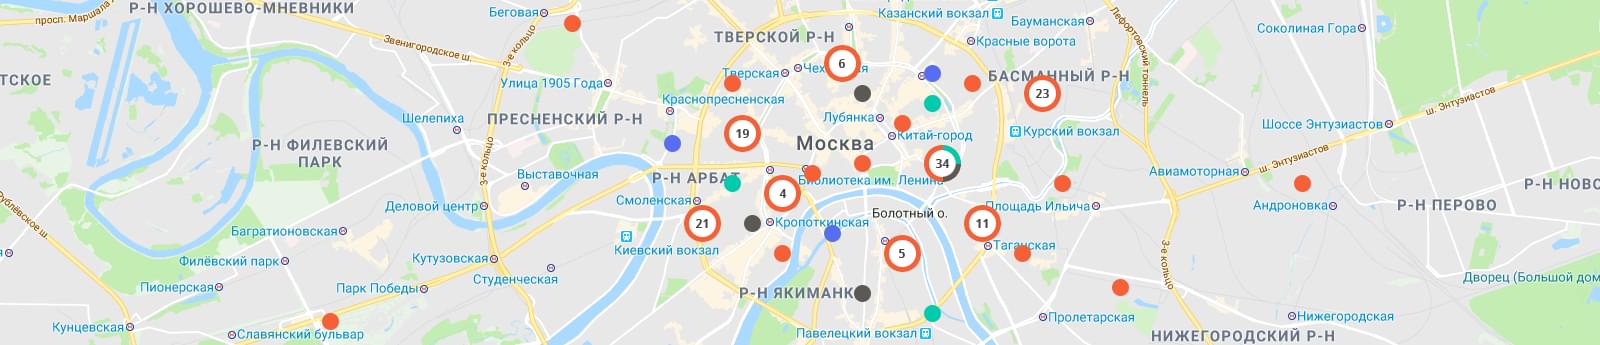 Р-Н ХОРОШЕВО-МНЕВНИКИ
просп. Маршала
Беговая
3-е кольцо
Звенигородское ш.
ТСКОЕ
Улица 1905 Года
Шелепиха
ПРЕСНЕНСКИЙ Р-Н
Р-Н ФИЛЕВСКИЙ
ПАРК
3-е кольцо
Выставочная
Деловой центр
Багратионовская
Филёвский парк
Кутузовская
Студенческая
Пионерская
Парк Победы
Кунцевская
Славянский бульвар
Казанский вокзал
Бауманская
Красные ворота
ТВЕРСКОЙ Р-Н
6
Тверская
Чех
ая
БАСМАННЫЙ Р-Н
23
Краснопресненская
Лубянка
19
Москва
Китай-город
Курский вокзал
34
Р-Н АРБАТ
Библиотека им. Ленина
4
Смоленская
21
Кропоткинская
Болотный о.
11
Площадь Ильича
Таганская
Киевский вокзал
5
Р-Н ЯКИМАНК
Павелецкий вокзал
Пролетарская
Лефортовский тоннель
Соколиная Гора
ш. Энтузиастов
Шоссе Энтузиастов
ш. Энтузиастов
Авиамоторная
Андроновка
Р-Н НОВО
Р-Н ПЕРОВО
3-е кольцо
Дворец (Большой дом
Нижегородская
НИЖЕГОРОДСКИЙ Р-Н